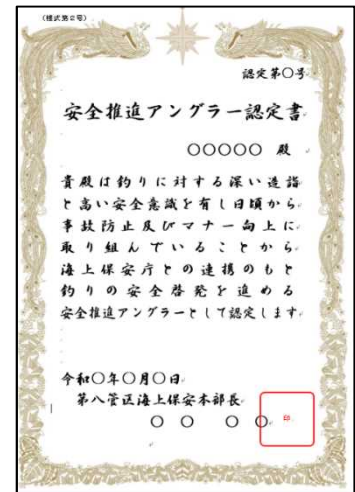 (様式第2号)
認定第〇号
安全推進アングラー認定書
〇〇〇〇〇 殿
貴殿は釣りに対する深い造詣
と高い安全意識を有し日頃から
事故防止及びマナー向上に
取り組んでいることから
海上保安庁との連携のもと
釣りの安全啓発を進める
安全推進アングラーとして認定します
令和〇年〇月〇日
第八管区海上保安本部長
〇 〇 〇 〇
印